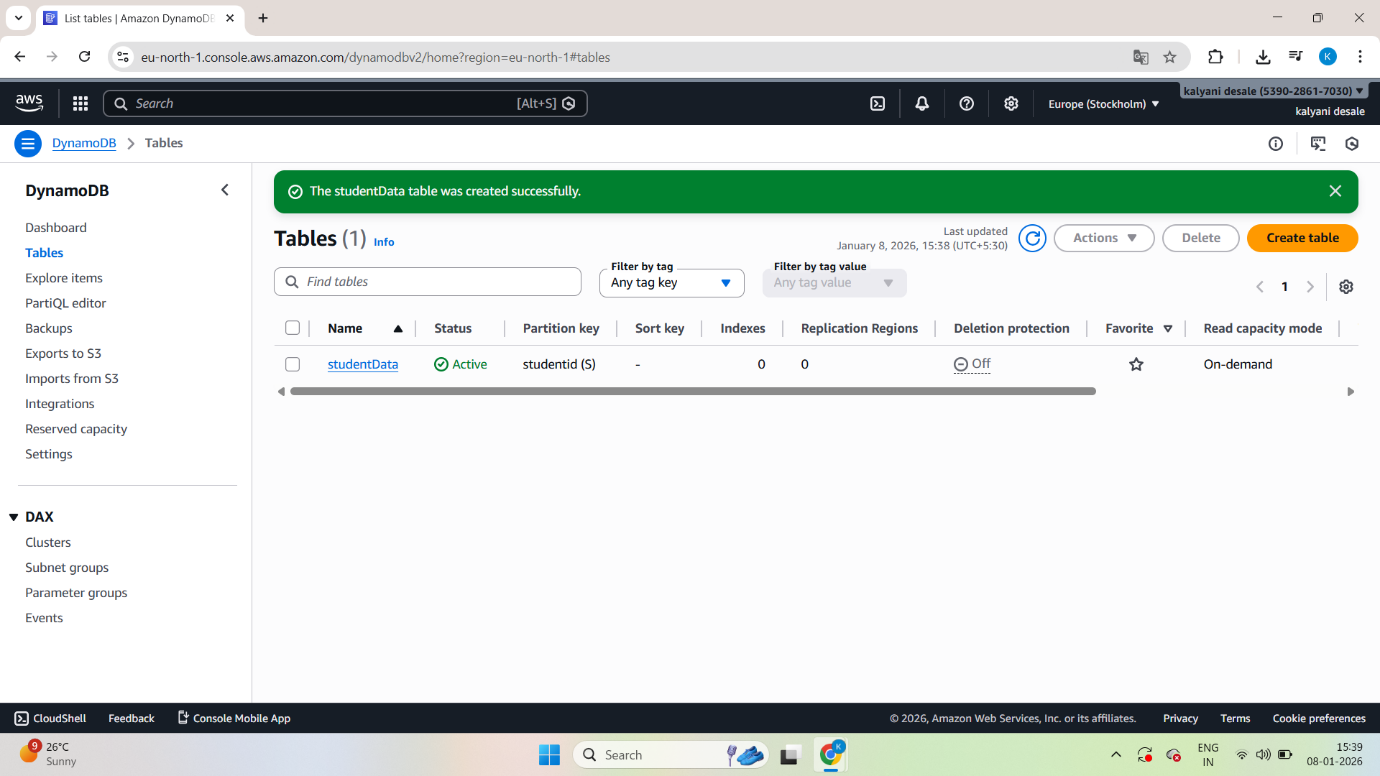 List tables | Amazon DynamoDB
eu-north-1.console.aws.amazon.com/dynamodbv2/home?region=eu-north-1#tables
K
aws
Search
[Alt+S]
Europe (Stockholm)
kalyani desale (5390-2861-7030)
kalyani desale
DynamoDB
Tables
DynamoDB
Dashboard
Tables
Explore items
PartiQL editor
Backups
Exports to S3
Imports from S3
Integrations
Reserved capacity
Settings
DAX
Clusters
Subnet groups
Parameter groups
Events
The studentData table was created successfully.
Tables (1) Info
Last updated
January 8, 2026, 15:38 (UTC+5:30)
Actions
Delete
Create table
Find tables
Filter by tag
Any tag key
Filter by tag value
Any tag value
1
Name Status Partition key Sort key Indexes Replication Regions Deletion protection Favorite Read capacity mode
studentData Active studentid (S) - 0 0 Off On-demand
CloudShell Feedback Console Mobile App © 2026, Amazon Web Services, Inc. or its affiliates. Privacy Terms Cookie preferences
9
26°C
Sunny
Search
K
ENG
IN
15:39
08-01-2026